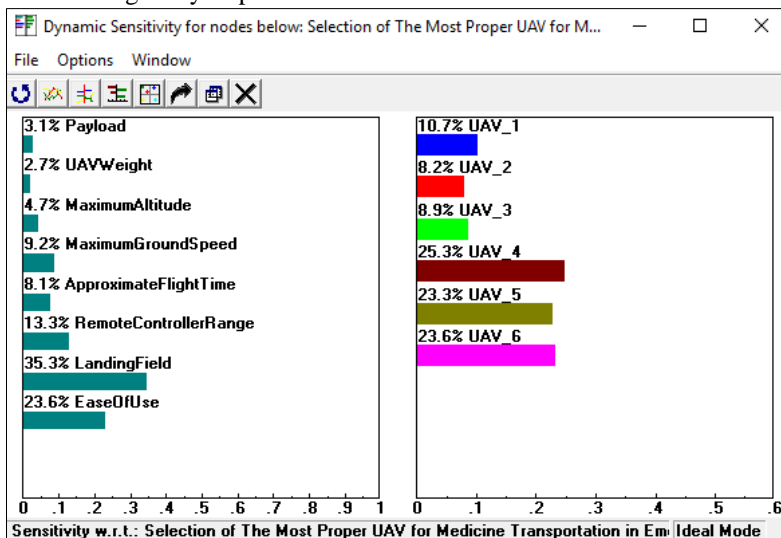 Dynamic Sensitivity for nodes below: Selection of The Most Proper UAV for M...
File Options Window
3.1% Payload
2.7% UAVWeight
4.7% MaximumAltitude
9.2% MaximumGroundSpeed
8.1% ApproximateFlightTime
13.3% RemoteControllerRange
35.3% LandingField
23.6% EaseOfUse
0 .1 .2 .3 .4 .5 .6 .7 .8 .9 1
10.7% UAV_1
8.2% UAV_2
8.9% UAV_3
25.3% UAV_4
23.3% UAV_5
23.6% UAV_6
0 .1 .2 .3 .4 .5 .6
Sensitivity w.r.t.: Selection of The Most Proper UAV for Medicine Transportation in Em
Ideal Mode